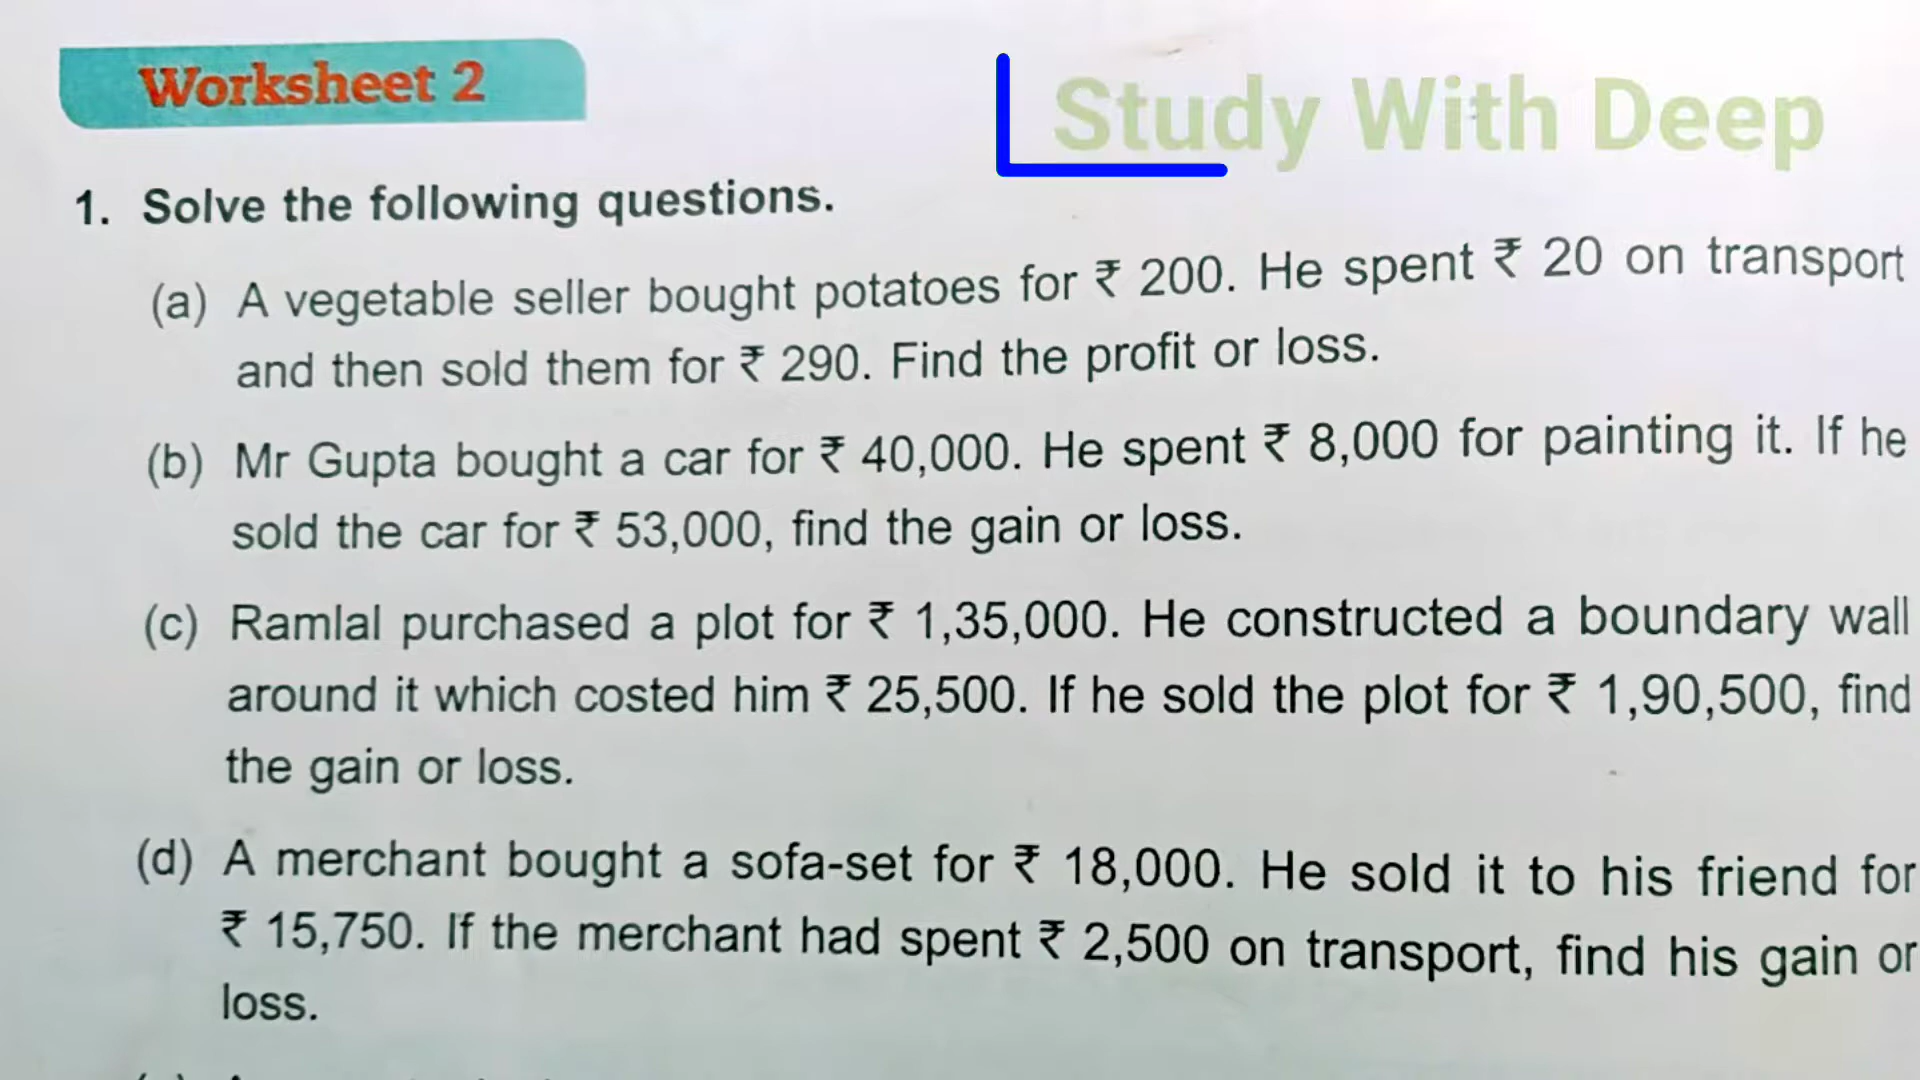 Worksheet 2
Study With Deep
1. Solve the following questions.
(a) A vegetable seller bought potatoes for ₹ 200. He spent ₹ 20 on transport
and then sold them for ₹ 290. Find the profit or loss.
(b) Mr Gupta bought a car for ₹ 40,000. He spent ₹ 8,000 for painting it. If he
sold the car for ₹ 53,000, find the gain or loss.
(c) Ramlal purchased a plot for ₹ 1,35,000. He constructed a boundary wall
around it which costed him ₹ 25,500. If he sold the plot for ₹ 1,90,500, find
the gain or loss.
(d) A merchant bought a sofa-set for ₹ 18,000. He sold it to his friend for
₹ 15,750. If the merchant had spent ₹ 2,500 on transport, find his gain or
loss.